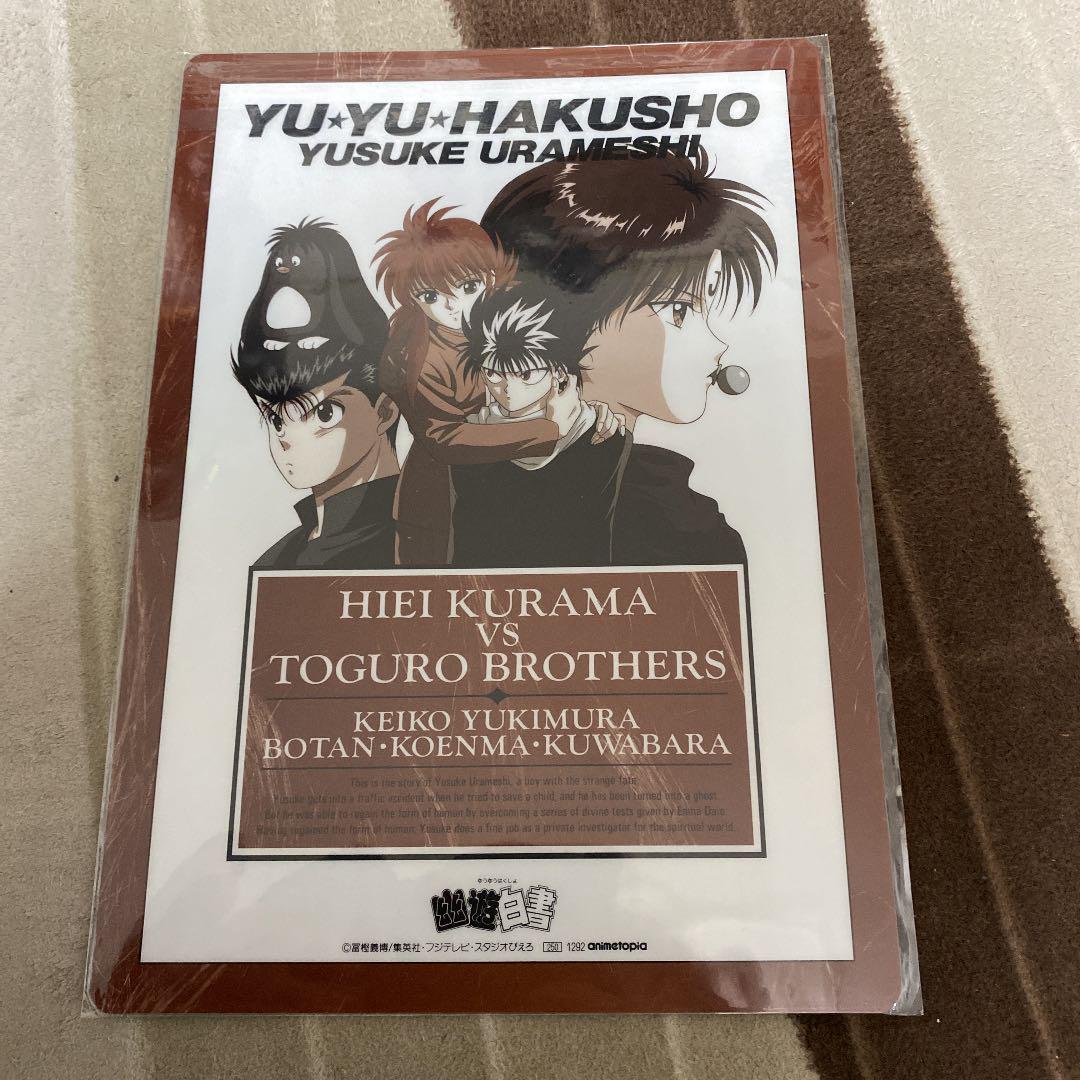 YU★YU★HAKUSHO
YUSUKE URAMESHI
HIEI KURAMA
VS
TOGURO BROTHERS
KEIKO YUKIMURA
BOTAN・KOENMA・KUWABARA
This is the story of Yusuke Urameshi, a boy with the strange fate.
Yusuke gets into a traffic accident when he tried to save a child, and he has been turned into a ghost.
But he was able to regain the form of human by overcoming a series of divine tests given by Emma Daio.
Having regained the form of human, Yusuke does a fine job as a private investigator for the spiritual world.
ゆうゆうはくしょ
幽☆遊☆白書
©冨樫義博/集英社・フジテレビ・スタジオぴえろ 250 1292 animetopia